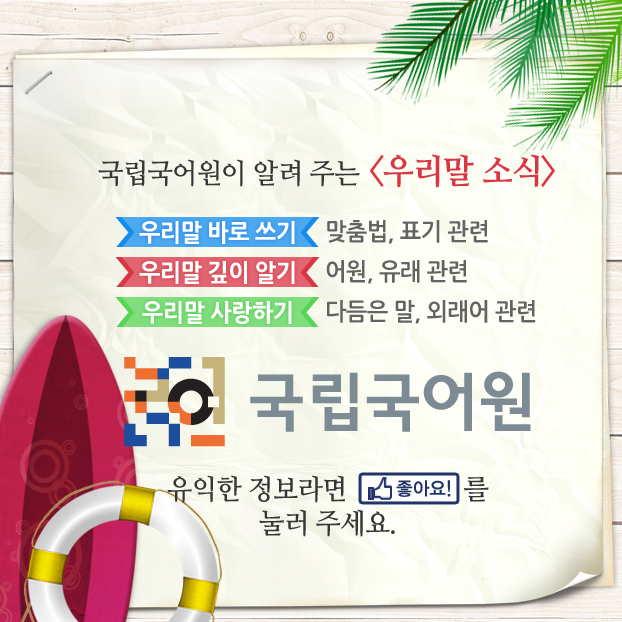 국립국어원이 알려 주는 〈우리말 소식〉
우리말 바로 쓰기 맞춤법, 표기 관련
우리말 깊이 알기 어원, 유래 관련
우리말 사랑하기 다듬은 말, 외래어 관련
국립국어원
유익한 정보라면 좋아요! 를
눌러 주세요.